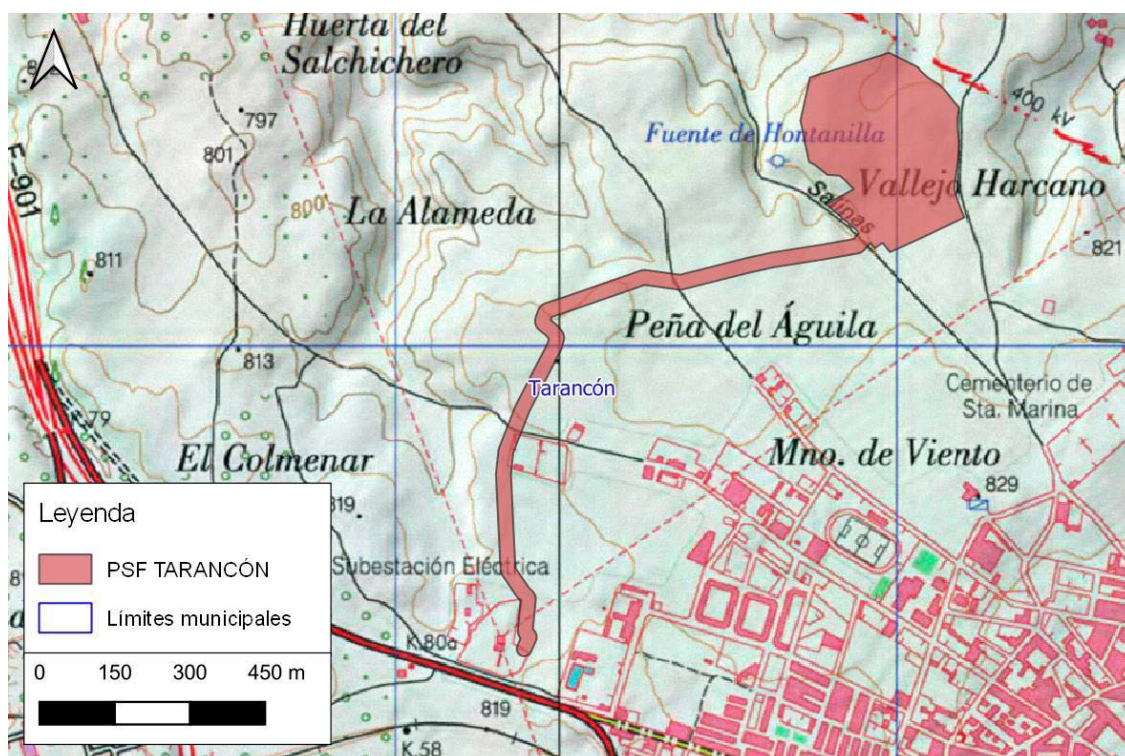 Huerta del
Salchichero
797
801
800
E-901
La Alameda
811
813
79
El Colmenar
819
Fuente de Hontanilla
Salinas
Vallejo Harcano
400 kv
821
Peña del Águila
Tarancón
Cementerio de
Sta. Marina
Mno. de Viento
829
Subestación Eléctrica
K.80a
819
K.58
Leyenda
PSF TARANCÓN
Límites municipales
0 150 300 450 m